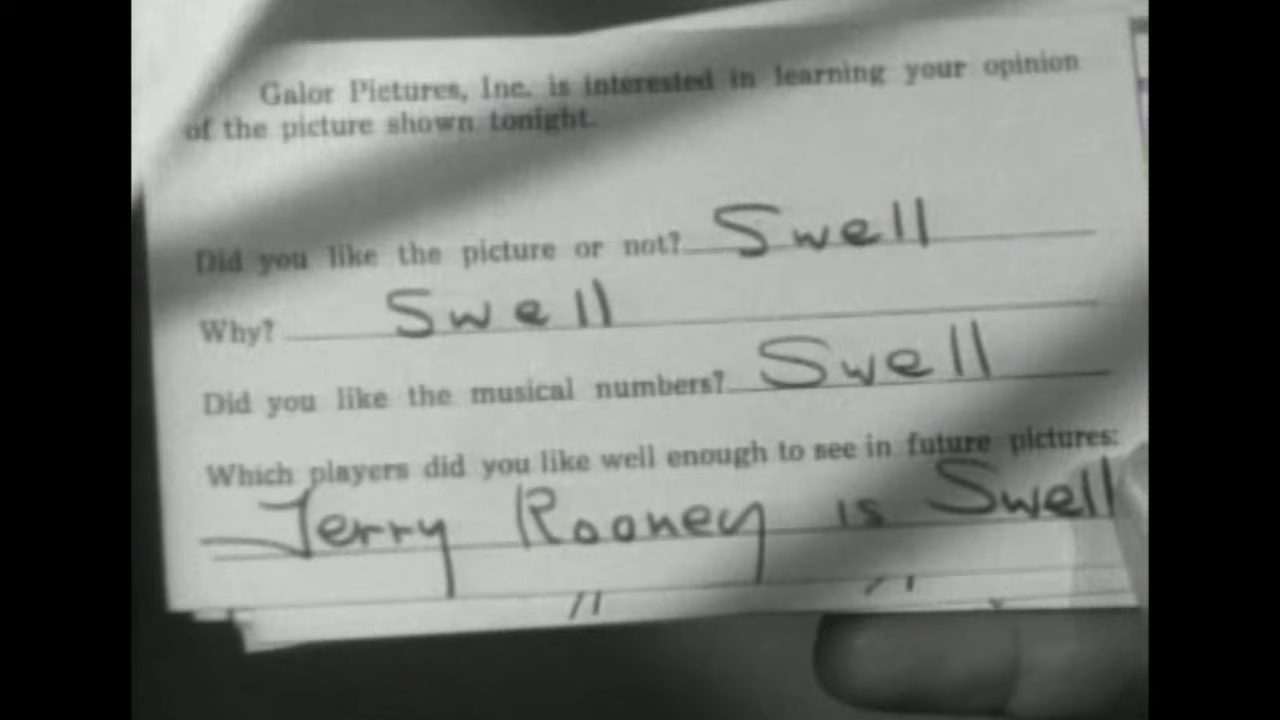 Galor Pictures, Inc. is interested in learning your opinion
of the picture shown tonight.
Did you like the picture or not? Swell
Why? Swell
Did you like the musical numbers? Swell
Which players did you like well enough to see in future pictures:
Jerry Rooney is Swell